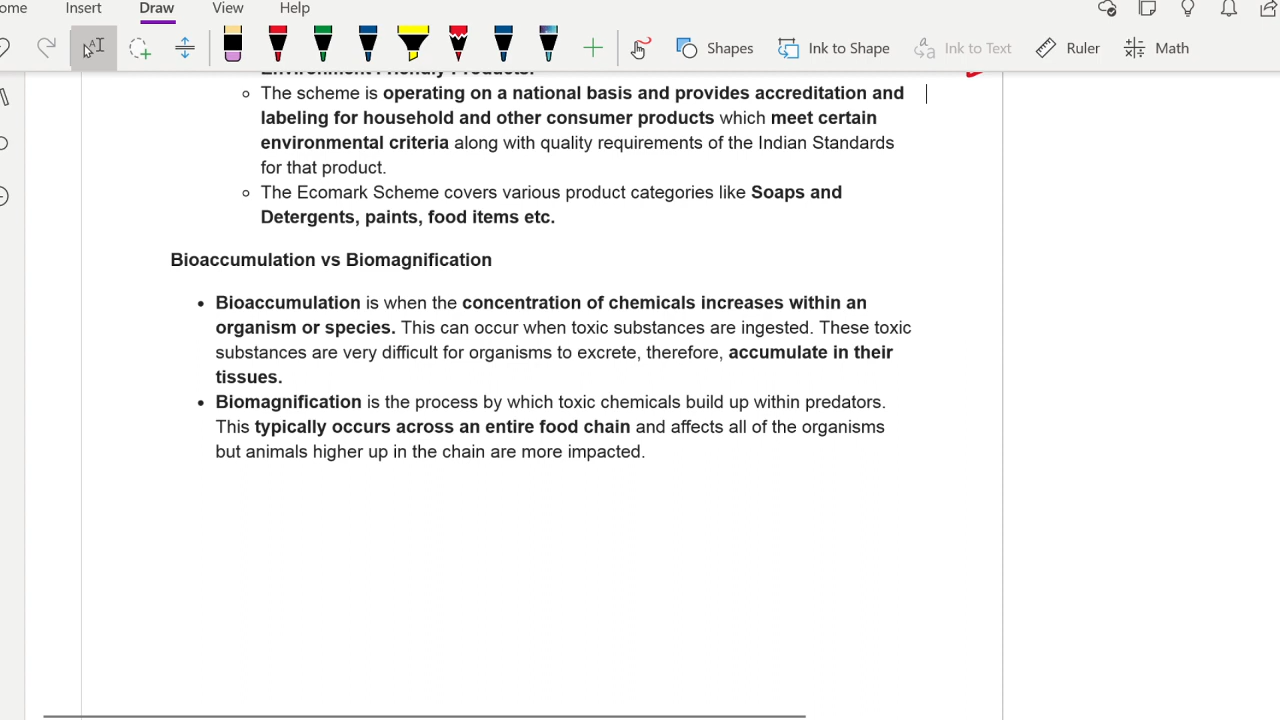 ome Insert Draw View Help
Shapes Ink to Shape Ink to Text Ruler Math
Environment Friendly Products.
The scheme is operating on a national basis and provides accreditation and
labeling for household and other consumer products which meet certain
environmental criteria along with quality requirements of the Indian Standards
for that product.
The Ecomark Scheme covers various product categories like Soaps and
Detergents, paints, food items etc.
Bioaccumulation vs Biomagnification
Bioaccumulation is when the concentration of chemicals increases within an
organism or species. This can occur when toxic substances are ingested. These toxic
substances are very difficult for organisms to excrete, therefore, accumulate in their
tissues.
Biomagnification is the process by which toxic chemicals build up within predators.
This typically occurs across an entire food chain and affects all of the organisms
but animals higher up in the chain are more impacted.